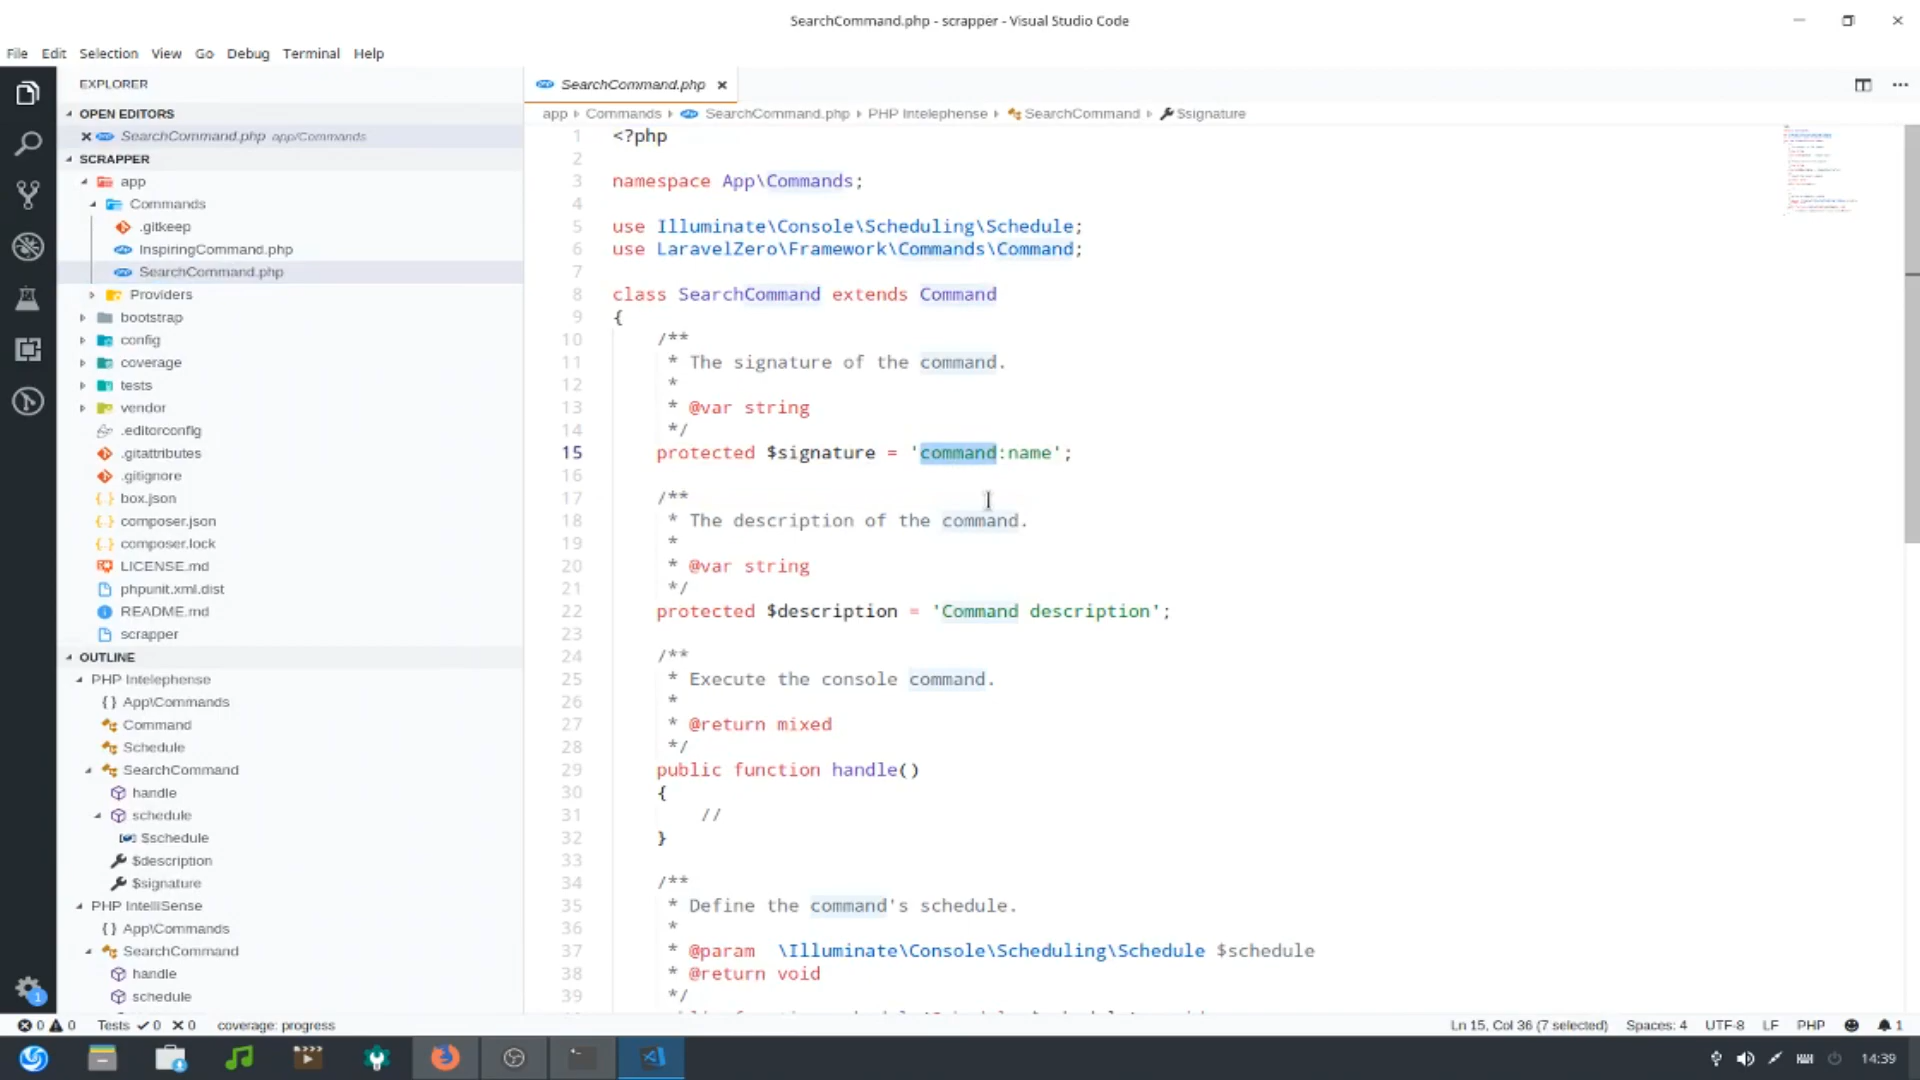 SearchCommand.php - scrapper - Visual Studio Code
File Edit Selection View Go Debug Terminal Help
EXPLORER
OPEN EDITORS
SearchCommand.php app/Commands
SCRAPPER
app
Commands
.gitkeep
InspiringCommand.php
SearchCommand.php
Providers
bootstrap
config
coverage
tests
vendor
.editorconfig
.gitattributes
.gitignore
box.json
composer.json
composer.lock
LICENSE.md
phpunit.xml.dist
README.md
scrapper
OUTLINE
PHP Intelephense
{} App\Commands
Command
Schedule
SearchCommand
handle
schedule
$schedule
$description
$signature
PHP IntelliSense
{} App\Commands
SearchCommand
handle
schedule
SearchCommand.php
app Commands SearchCommand.php PHP Intelephense SearchCommand $signature
1 <?php
2
3 namespace App\Commands;
4
5 use Illuminate\Console\Scheduling\Schedule;
6 use LaravelZero\Framework\Commands\Command;
7
8 class SearchCommand extends Command
9 {
10 /**
11 * The signature of the command.
12 *
13 * @var string
14 */
15 protected $signature = 'command:name';
16
17 /**
18 * The description of the command.
19 *
20 * @var string
21 */
22 protected $description = 'Command description';
23
24 /**
25 * Execute the console command.
26 *
27 * @return mixed
28 */
29 public function handle()
30 {
31 //
32 }
33
34 /**
35 * Define the command's schedule.
36 *
37 * @param \Illuminate\Console\Scheduling\Schedule $schedule
38 * @return void
39 */
0 0 Tests 0 0 coverage: progress Ln 15, Col 36 (7 selected) Spaces: 4 UTF-8 LF PHP 1
14:39